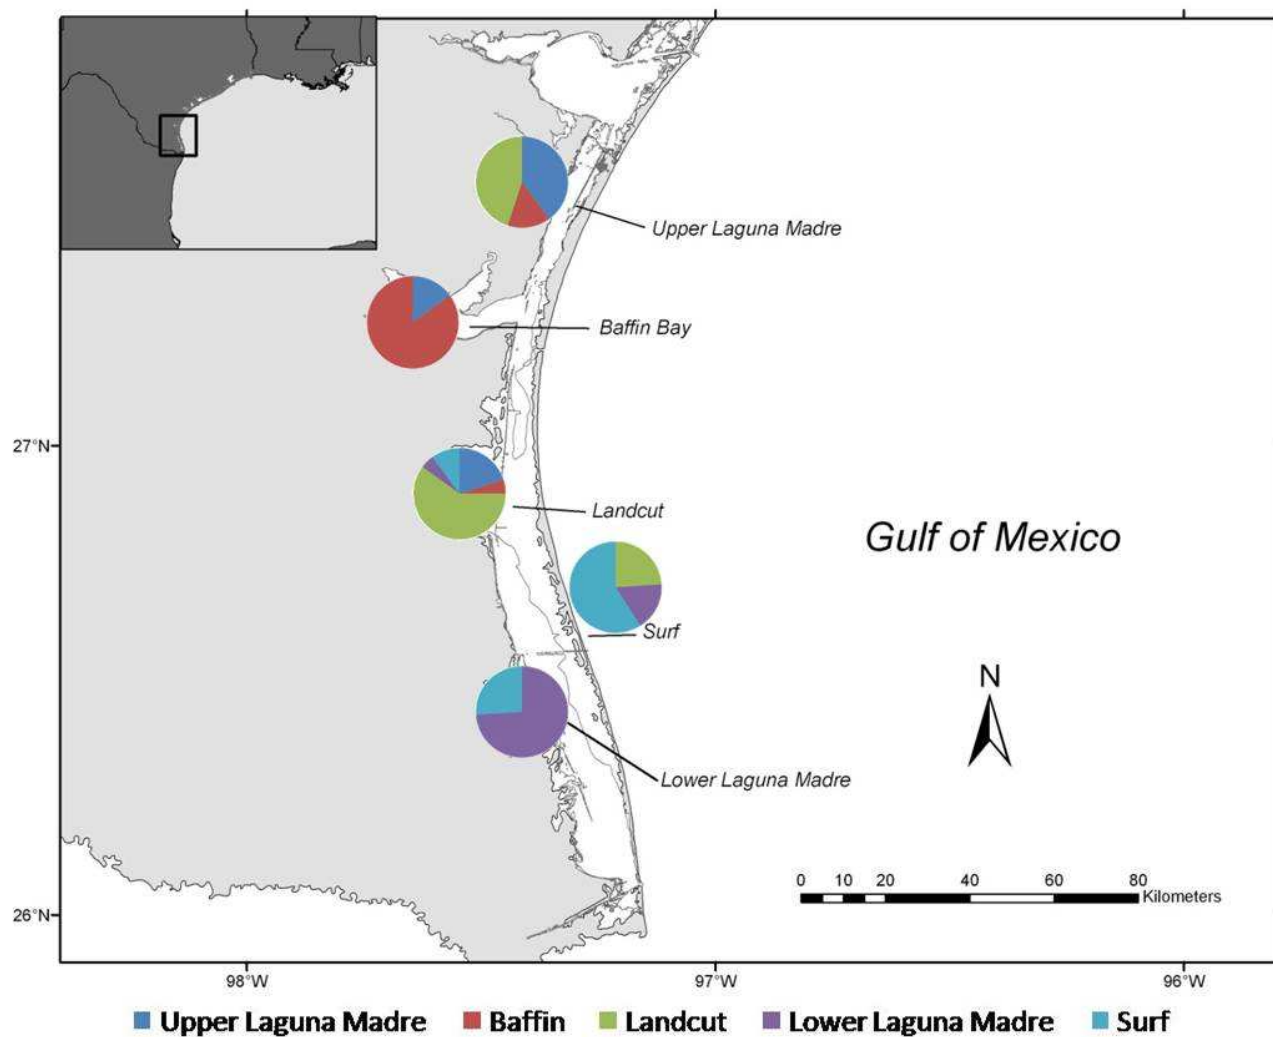 Upper Laguna Madre
Baffin Bay
27°N
Landcut
Gulf of Mexico
Surf
N
Lower Laguna Madre
0 10 20 40 60 80
Kilometers
26°N
98°W 97°W 96°W
Upper Laguna Madre Baffin Landcut Lower Laguna Madre Surf